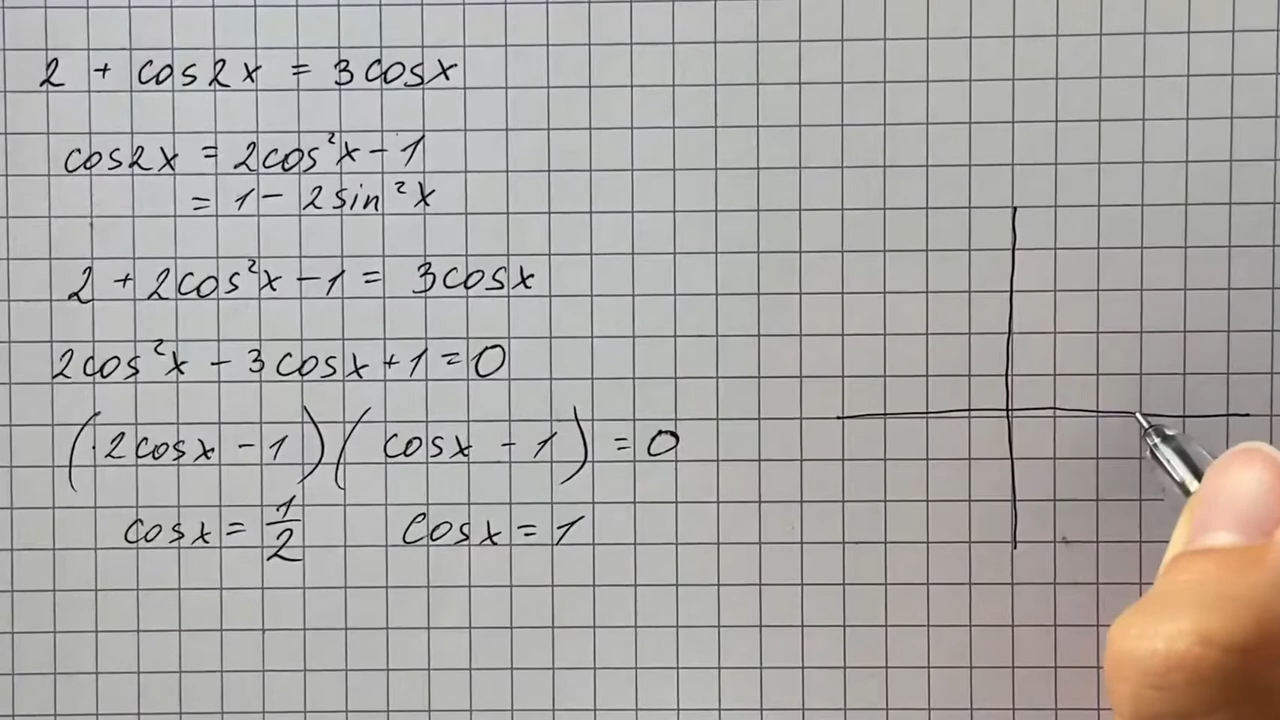 2 + cos2x = 3cosx
cos2x = 2cos²x - 1
= 1 - 2sin²x
2 + 2cos²x - 1 = 3cosx
2cos²x - 3cosx + 1 = 0
(2cosx - 1)(cosx - 1) = 0
cosx = 1/2 cosx = 1